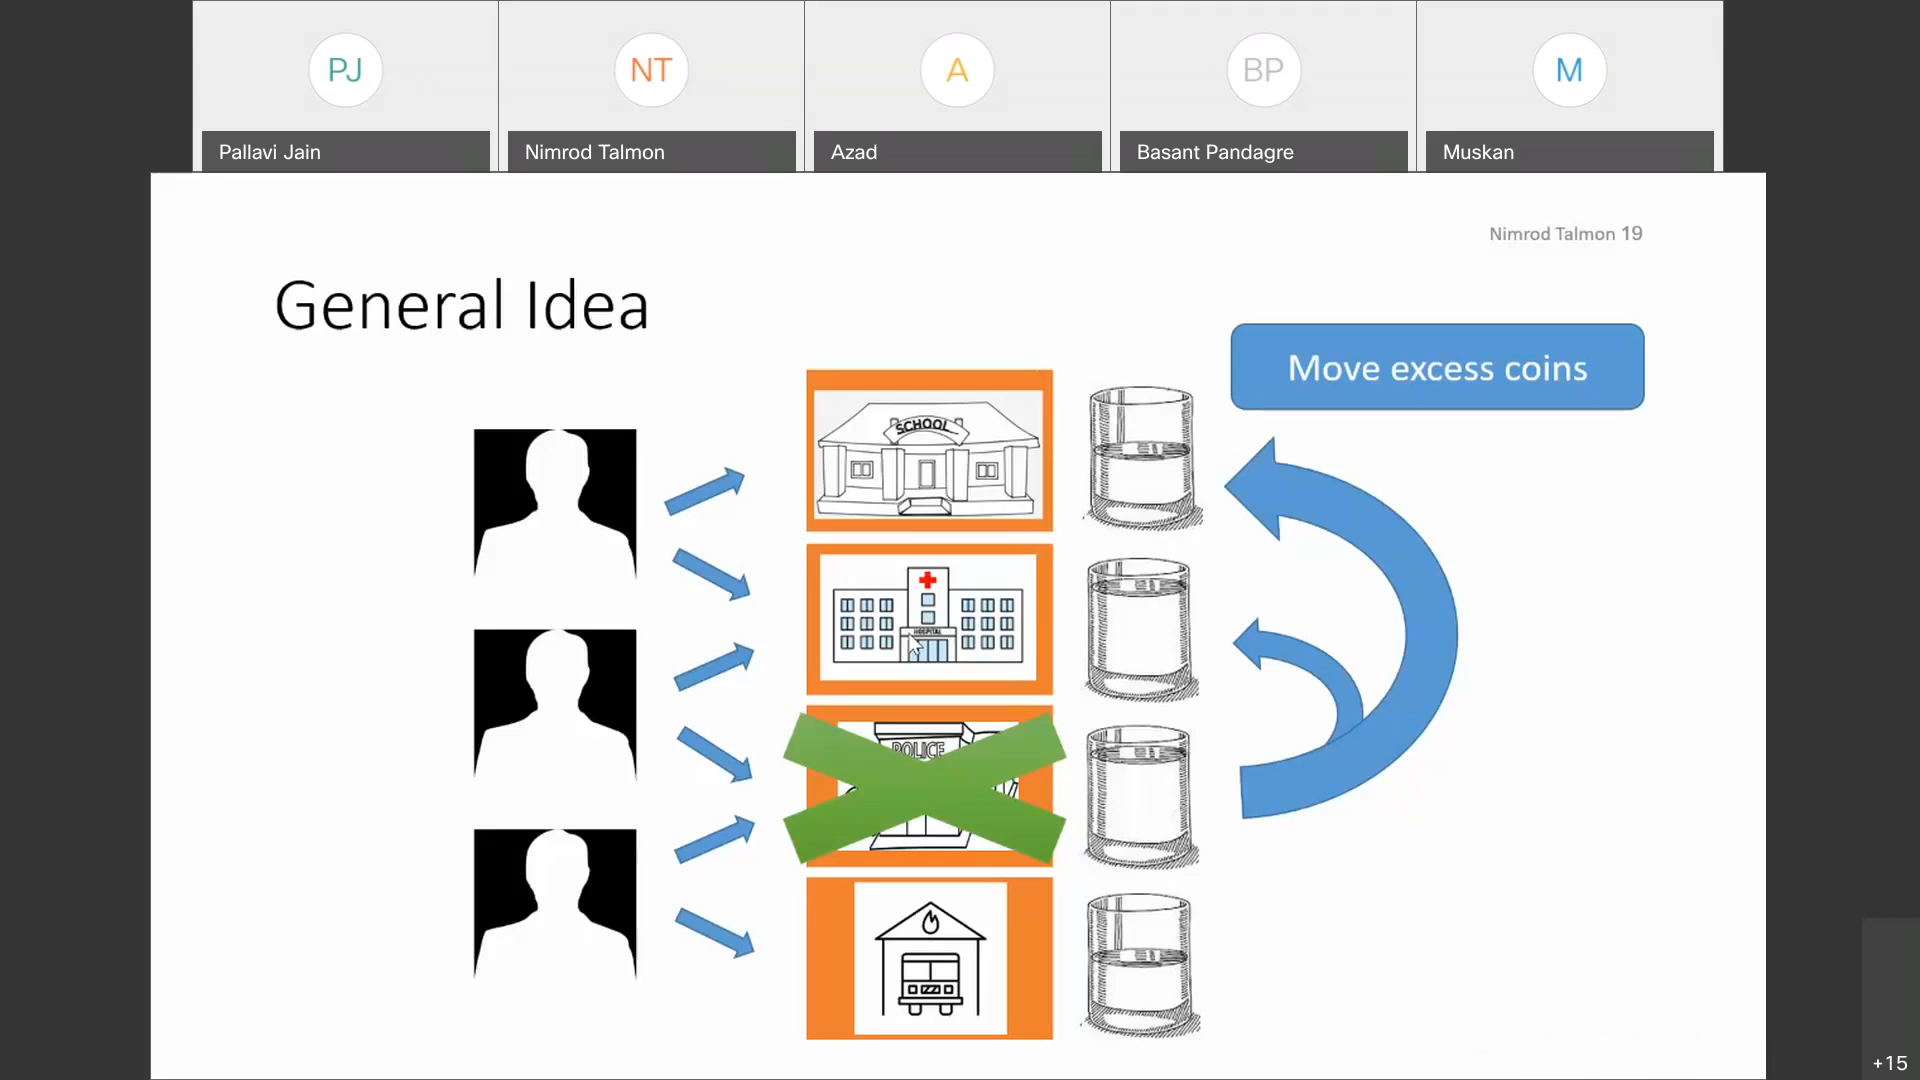 PJ
NT
A
BP
M
Pallavi Jain
Nimrod Talmon
Azad
Basant Pandagre
Muskan
Nimrod Talmon 19
General Idea
Move excess coins
SCHOOL
HOSPITAL
POLICE
+15